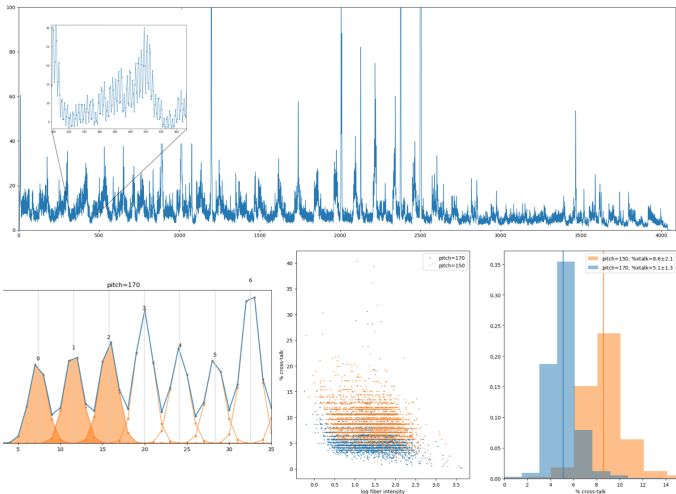 100
80
60
40
20
0
0 500 1000 1500 2000 2500 3000 3500 4000
pitch=170
0 1 2 3 4 5 6
5 10 15 20 25 30 35
pitch=170
pitch=150
% cross-talk
40
35
30
25
20
15
10
5
0
0.0 0.5 1.0 1.5 2.0 2.5 3.0 3.5
log fiber intensity
pitch=150, %xtalk=8.6±2.1
pitch=170, %xtalk=5.1±1.3
0.35
0.30
0.25
0.20
0.15
0.10
0.05
0.00
0 2 4 6 8 10 12 14
% cross-talk